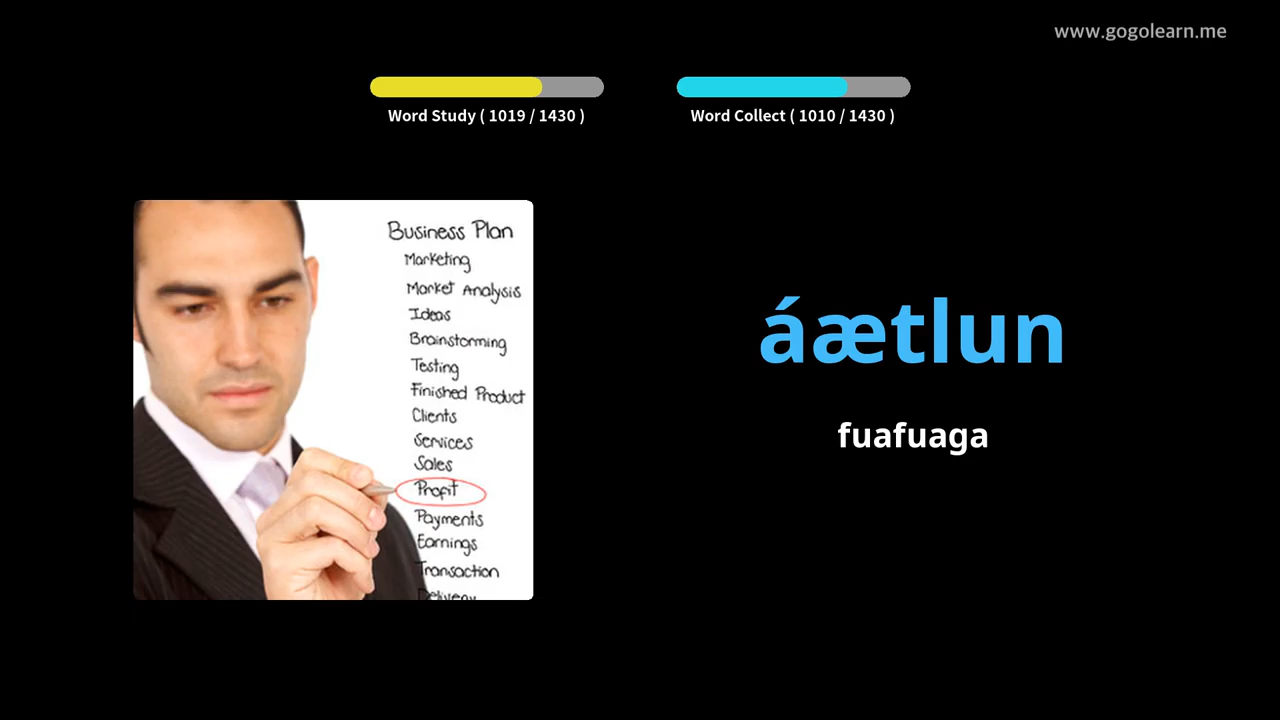 www.gogolearn.me
Word Study ( 1019 / 1430 )
Word Collect ( 1010 / 1430 )
Business Plan
Marketing
Market Analysis
Ideas
Brainstorming
Testing
Finished Product
Clients
Services
Sales
Profit
Payments
Earnings
Transaction
Delivery
áætlun
fuafuaga